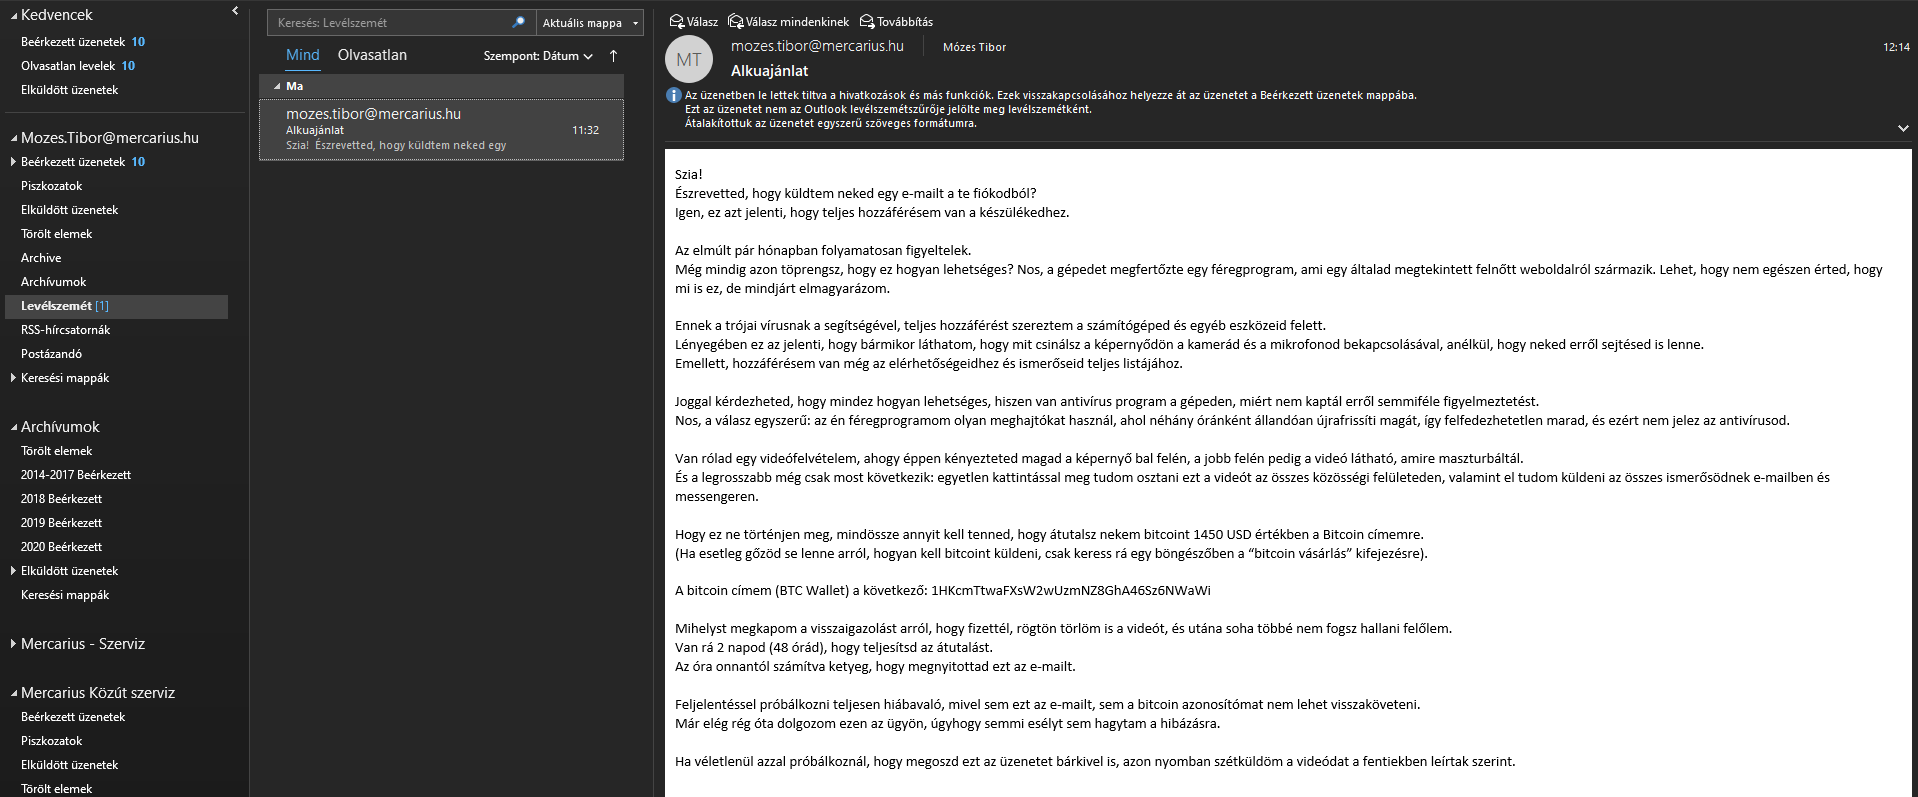 Kedvencek
Beérkezett üzenetek 10
Olvasatlan levelek 10
Elküldött üzenetek
Mozes.Tibor@mercarius.hu
Beérkezett üzenetek 10
Piszkozatok
Elküldött üzenetek
Törölt elemek
Archive
Archívumok
Levélszemét [1]
RSS-hírcsatornák
Postázandó
Keresési mappák
Archívumok
Törölt elemek
2014-2017 Beérkezett
2018 Beérkezett
2019 Beérkezett
2020 Beérkezett
Elküldött üzenetek
Keresési mappák
Mercarius - Szerviz
Mercarius Közút szerviz
Beérkezett üzenetek
Piszkozatok
Elküldött üzenetek
Törölt elemek
Keresés: Levélszemét
Aktuális mappa
Mind Olvasatlan
Szempont: Dátum
Ma
mozes.tibor@mercarius.hu
Alkuajánlat 11:32
Szia! Észrevetted, hogy küldtem neked egy
Válasz Válasz mindenkinek Továbbítás
MT
mozes.tibor@mercarius.hu Mózes Tibor
12:14
Alkuajánlat
Az üzenetben le lettek tiltva a hivatkozások és más funkciók. Ezek visszakapcsolásához helyezze át az üzenetet a Beérkezett üzenetek mappába.
Ezt az üzenetet nem az Outlook levélszemétszűrője jelölte meg levélszemétként.
Átalakítottuk az üzenetet egyszerű szöveges formátumra.
Szia!
Észrevetted, hogy küldtem neked egy e-mailt a te fiókodból?
Igen, ez azt jelenti, hogy teljes hozzáférésem van a készülékedhez.
Az elmúlt pár hónapban folyamatosan figyeltelek.
Még mindig azon töprengsz, hogy ez hogyan lehetséges? Nos, a gépedet megfertőzte egy féregprogram, ami egy általad megtekintett felnőtt weboldalról származik. Lehet, hogy nem egészen érted, hogy
mi is ez, de mindjárt elmagyarázom.
Ennek a trójai vírusnak a segítségével, teljes hozzáférést szereztem a számítógéped és egyéb eszközeid felett.
Lényegében ez az jelenti, hogy bármikor láthatom, hogy mit csinálsz a képernyődön a kamerád és a mikrofonod bekapcsolásával, anélkül, hogy neked erről sejtésed is lenne.
Emellett, hozzáférésem van még az elérhetőségeidhez és ismerőseid teljes listájához.
Joggal kérdezheted, hogy mindez hogyan lehetséges, hiszen van antivírus program a gépeden, miért nem kaptál erről semmiféle figyelmeztetést.
Nos, a válasz egyszerű: az én féregprogramom olyan meghajtókat használ, ahol néhány óránként állandóan újrafrissíti magát, így felfedezhetetlen marad, és ezért nem jelez az antivírusod.
Van rólad egy videófelvételem, ahogy éppen kényezteted magad a képernyő bal felén, a jobb felén pedig a videó látható, amire maszturbáltál.
És a legrosszabb még csak most következik: egyetlen kattintással meg tudom osztani ezt a videót az összes közösségi felületeden, valamint el tudom küldeni az összes ismerősödnek e-mailben és
messengeren.
Hogy ez ne történjen meg, mindössze annyit kell tenned, hogy átutalsz nekem bitcoint 1450 USD értékben a Bitcoin címemre.
(Ha esetleg gőzöd se lenne arról, hogyan kell bitcoint küldeni, csak keress rá egy böngészőben a “bitcoin vásárlás” kifejezésre).
A bitcoin címem (BTC Wallet) a következő: 1HKcmTtwaFXsW2wUzmNZ8GhA46Sz6NWaWi
Mihelyst megkapom a visszaigazolást arról, hogy fizettél, rögtön törlöm is a videót, és utána soha többé nem fogsz hallani felőlem.
Van rá 2 napod (48 órád), hogy teljesítsd az átutalást.
Az óra onnantól számítva ketyeg, hogy megnyitottad ezt az e-mailt.
Feljelentéssel próbálkozni teljesen hiábavaló, mivel sem ezt az e-mailt, sem a bitcoin azonosítómat nem lehet visszaköveteni.
Már elég rég óta dolgozom ezen az ügyön, úgyhogy semmi esélyt sem hagytam a hibázásra.
Ha véletlenül azzal próbálkoznál, hogy megoszd ezt az üzenetet bárkivel is, azon nyomban szétküldöm a videódat a fentiekben leírtak szerint.